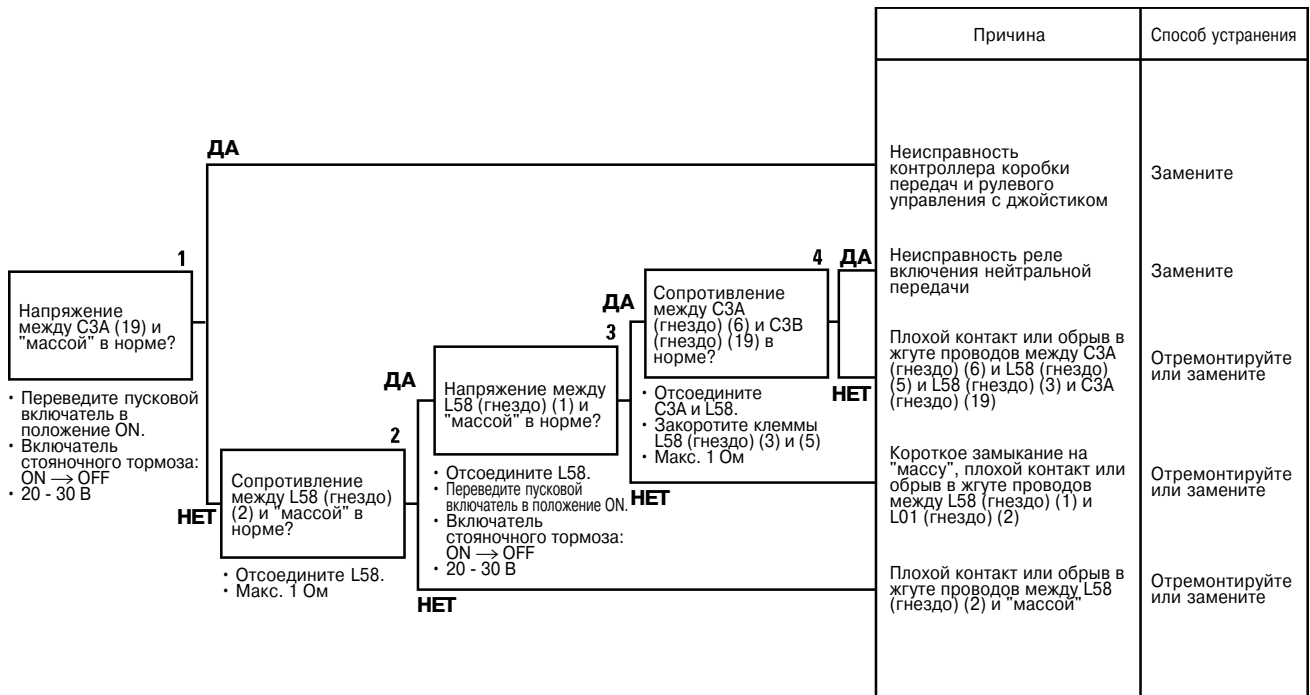 Причина
Способ устранения
ДА
Неисправность
контроллера коробки
передач и рулевого
управления с джойстиком
Замените
1
Напряжение
между C3A (19) и
"массой" в норме?
• Переведите пусковой
включатель в
положение ON.
• Включатель
стояночного тормоза:
ON → OFF
• 20 - 30 В
НЕТ
2
Сопротивление
между L58 (гнездо)
(2) и "массой" в
норме?
• Отсоедините L58.
• Макс. 1 Ом
ДА
3
Напряжение между
L58 (гнездо) (1) и
"массой" в норме?
• Отсоедините L58.
• Переведите пусковой
включатель в положение ON.
• Включатель
стояночного тормоза:
ON → OFF
• 20 - 30 В
ДА
4
Сопротивление
между C3A
(гнездо) (6) и C3B
(гнездо) (19) в
норме?
• Отсоедините
C3A и L58.
• Закоротите клеммы
L58 (гнездо) (3) и (5)
• Макс. 1 Ом
ДА
Неисправность реле
включения нейтральной
передачи
Замените
НЕТ
Плохой контакт или обрыв в
жгуте проводов между C3A
(гнездо) (6) и L58 (гнездо)
(5) и L58 (гнездо) (3) и C3A
(гнездо) (19)
Отремонтируйте
или замените
НЕТ
Короткое замыкание на
"массу", плохой контакт или
обрыв в жгуте проводов
между L58 (гнездо) (1) и
L01 (гнездо) (2)
Отремонтируйте
или замените
НЕТ
Плохой контакт или обрыв в
жгуте проводов между L58
(гнездо) (2) и "массой"
Отремонтируйте
или замените